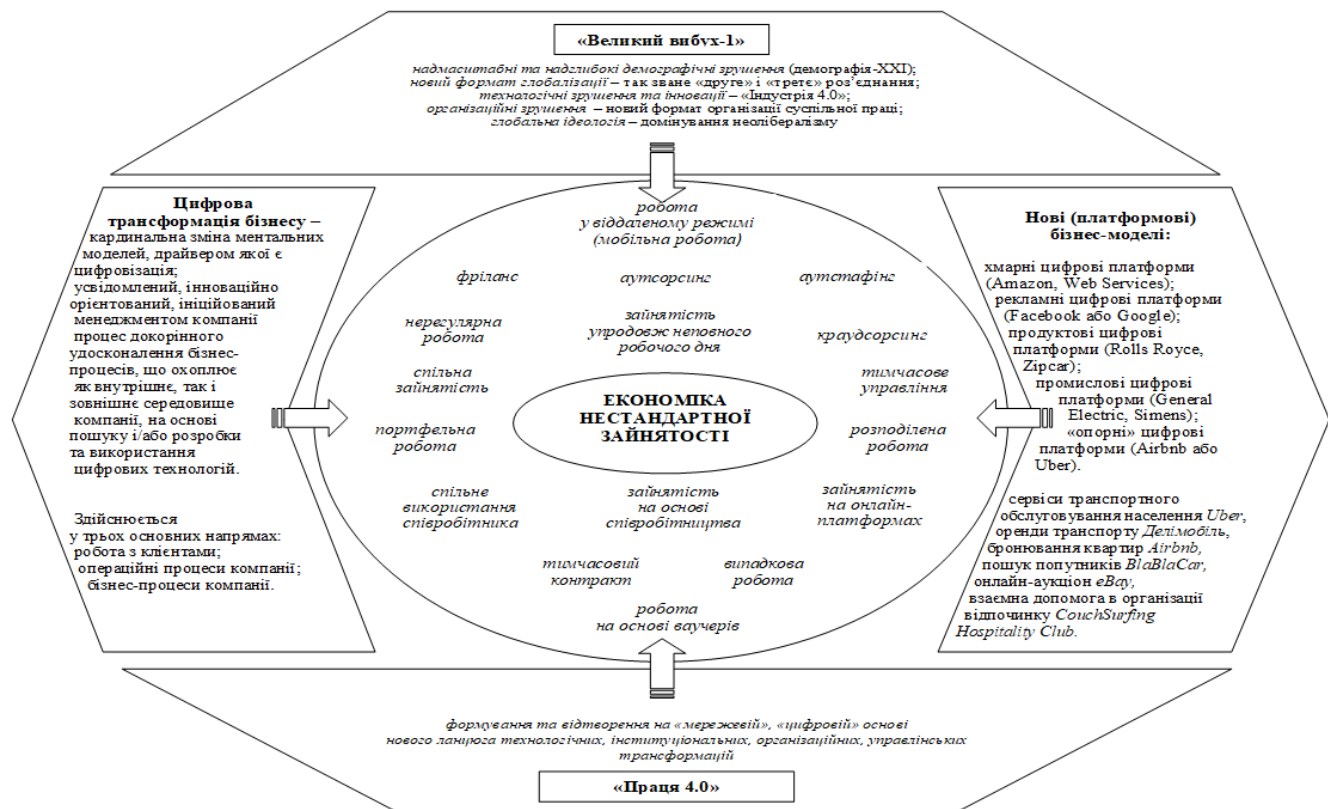 «Великий вибух-1»
надмасштабні та надглибокі демографічні зрушення (демографія-XXI);
новий формат глобалізації – так зване «друге» і «третє» роз’єднання;
технологічні зрушення та інновації – «Індустрія 4.0»;
організаційні зрушення – новий формат організації суспільної праці;
глобальна ідеологія – домінування неолібералізму
Цифрова
трансформація бізнесу –
кардинальна зміна ментальних
моделей, драйвером якої є
цифровізація;
усвідомлений, інноваційно
орієнтований, ініційований
менеджментом компанії
процес докорінного
удосконалення бізнес-
процесів, що охоплює
як внутрішнє, так і
зовнішнє середовище
компанії, на основі
пошуку і/або розробки
та використання
цифрових технологій.
Здійснюється
у трьох основних напрямах:
робота з клієнтами;
операційні процеси компанії;
бізнес-процеси компанії.
робота
у віддаленому режимі
(мобільна робота)
фріланс
аутсорсинг
аутстафінг
нерегулярна
робота
зайнятість
упродовж неповного
робочого дня
краудсорсинг
спільна
зайнятість
тимчасове
управління
ЕКОНОМІКА
НЕСТАНДАРТНОЇ
ЗАЙНЯТОСТІ
портфельна
робота
розподілена
робота
спільне
використання
співробітника
зайнятість
на основі
співробітництва
зайнятість
на онлайн-
платформах
тимчасовий
контракт
випадкова
робота
робота
на основі ваучерів
Нові (платформові)
бізнес-моделі:
хмарні цифрові платформи
(Amazon, Web Services);
рекламні цифрові платформи
(Facebook або Google);
продуктові цифрові
платформи (Rolls Royce,
Zipcar);
промислові цифрові
платформи (General
Electric, Simens);
«опорні» цифрові
платформи (Airbnb або
Uber).
сервіси транспортного
обслуговування населення Uber,
оренди транспорту Делімобіль,
бронювання квартир Airbnb,
пошук попутників BlaBlaCar,
онлайн-аукціон eBay,
взаємна допомога в організації
відпочинку CouchSurfing
Hospitality Club.
формування та відтворення на «мережевій», «цифровій» основі
нового ланцюга технологічних, інституціональних, організаційних, управлінських
трансформацій
«Праця 4.0»